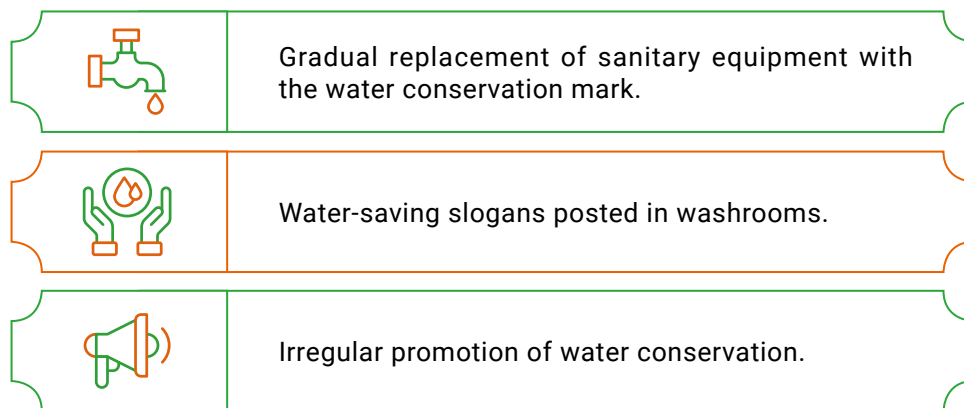 Gradual replacement of sanitary equipment with
the water conservation mark.
Water-saving slogans posted in washrooms.
Irregular promotion of water conservation.